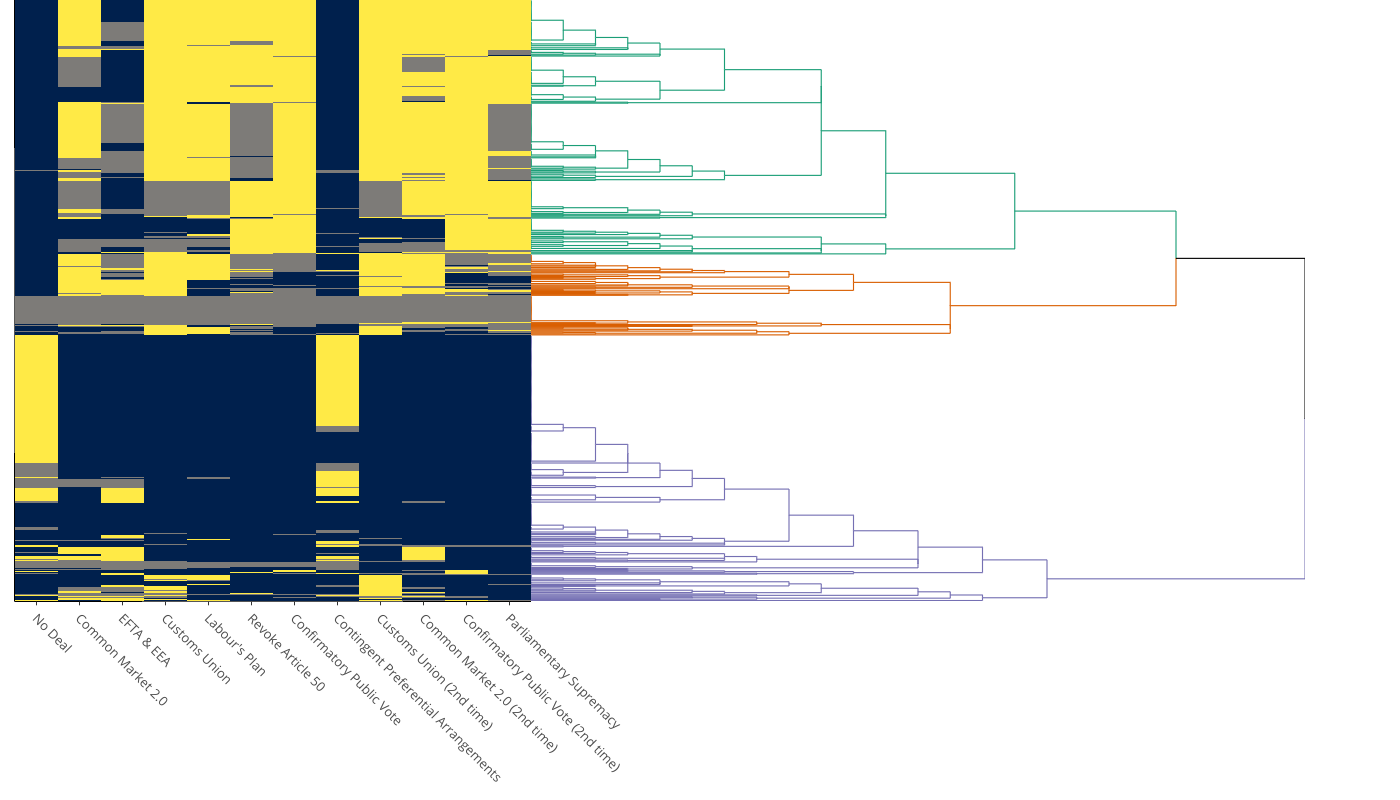 No Deal
Common Market 2.0
EFTA & EEA
Customs Union
Labour's Plan
Revoke Article 50
Confirmatory Public Vote
Contingent Preferential Arrangements
Customs Union (2nd time)
Common Market 2.0 (2nd time)
Confirmatory Public Vote (2nd time)
Parliamentary Supremacy